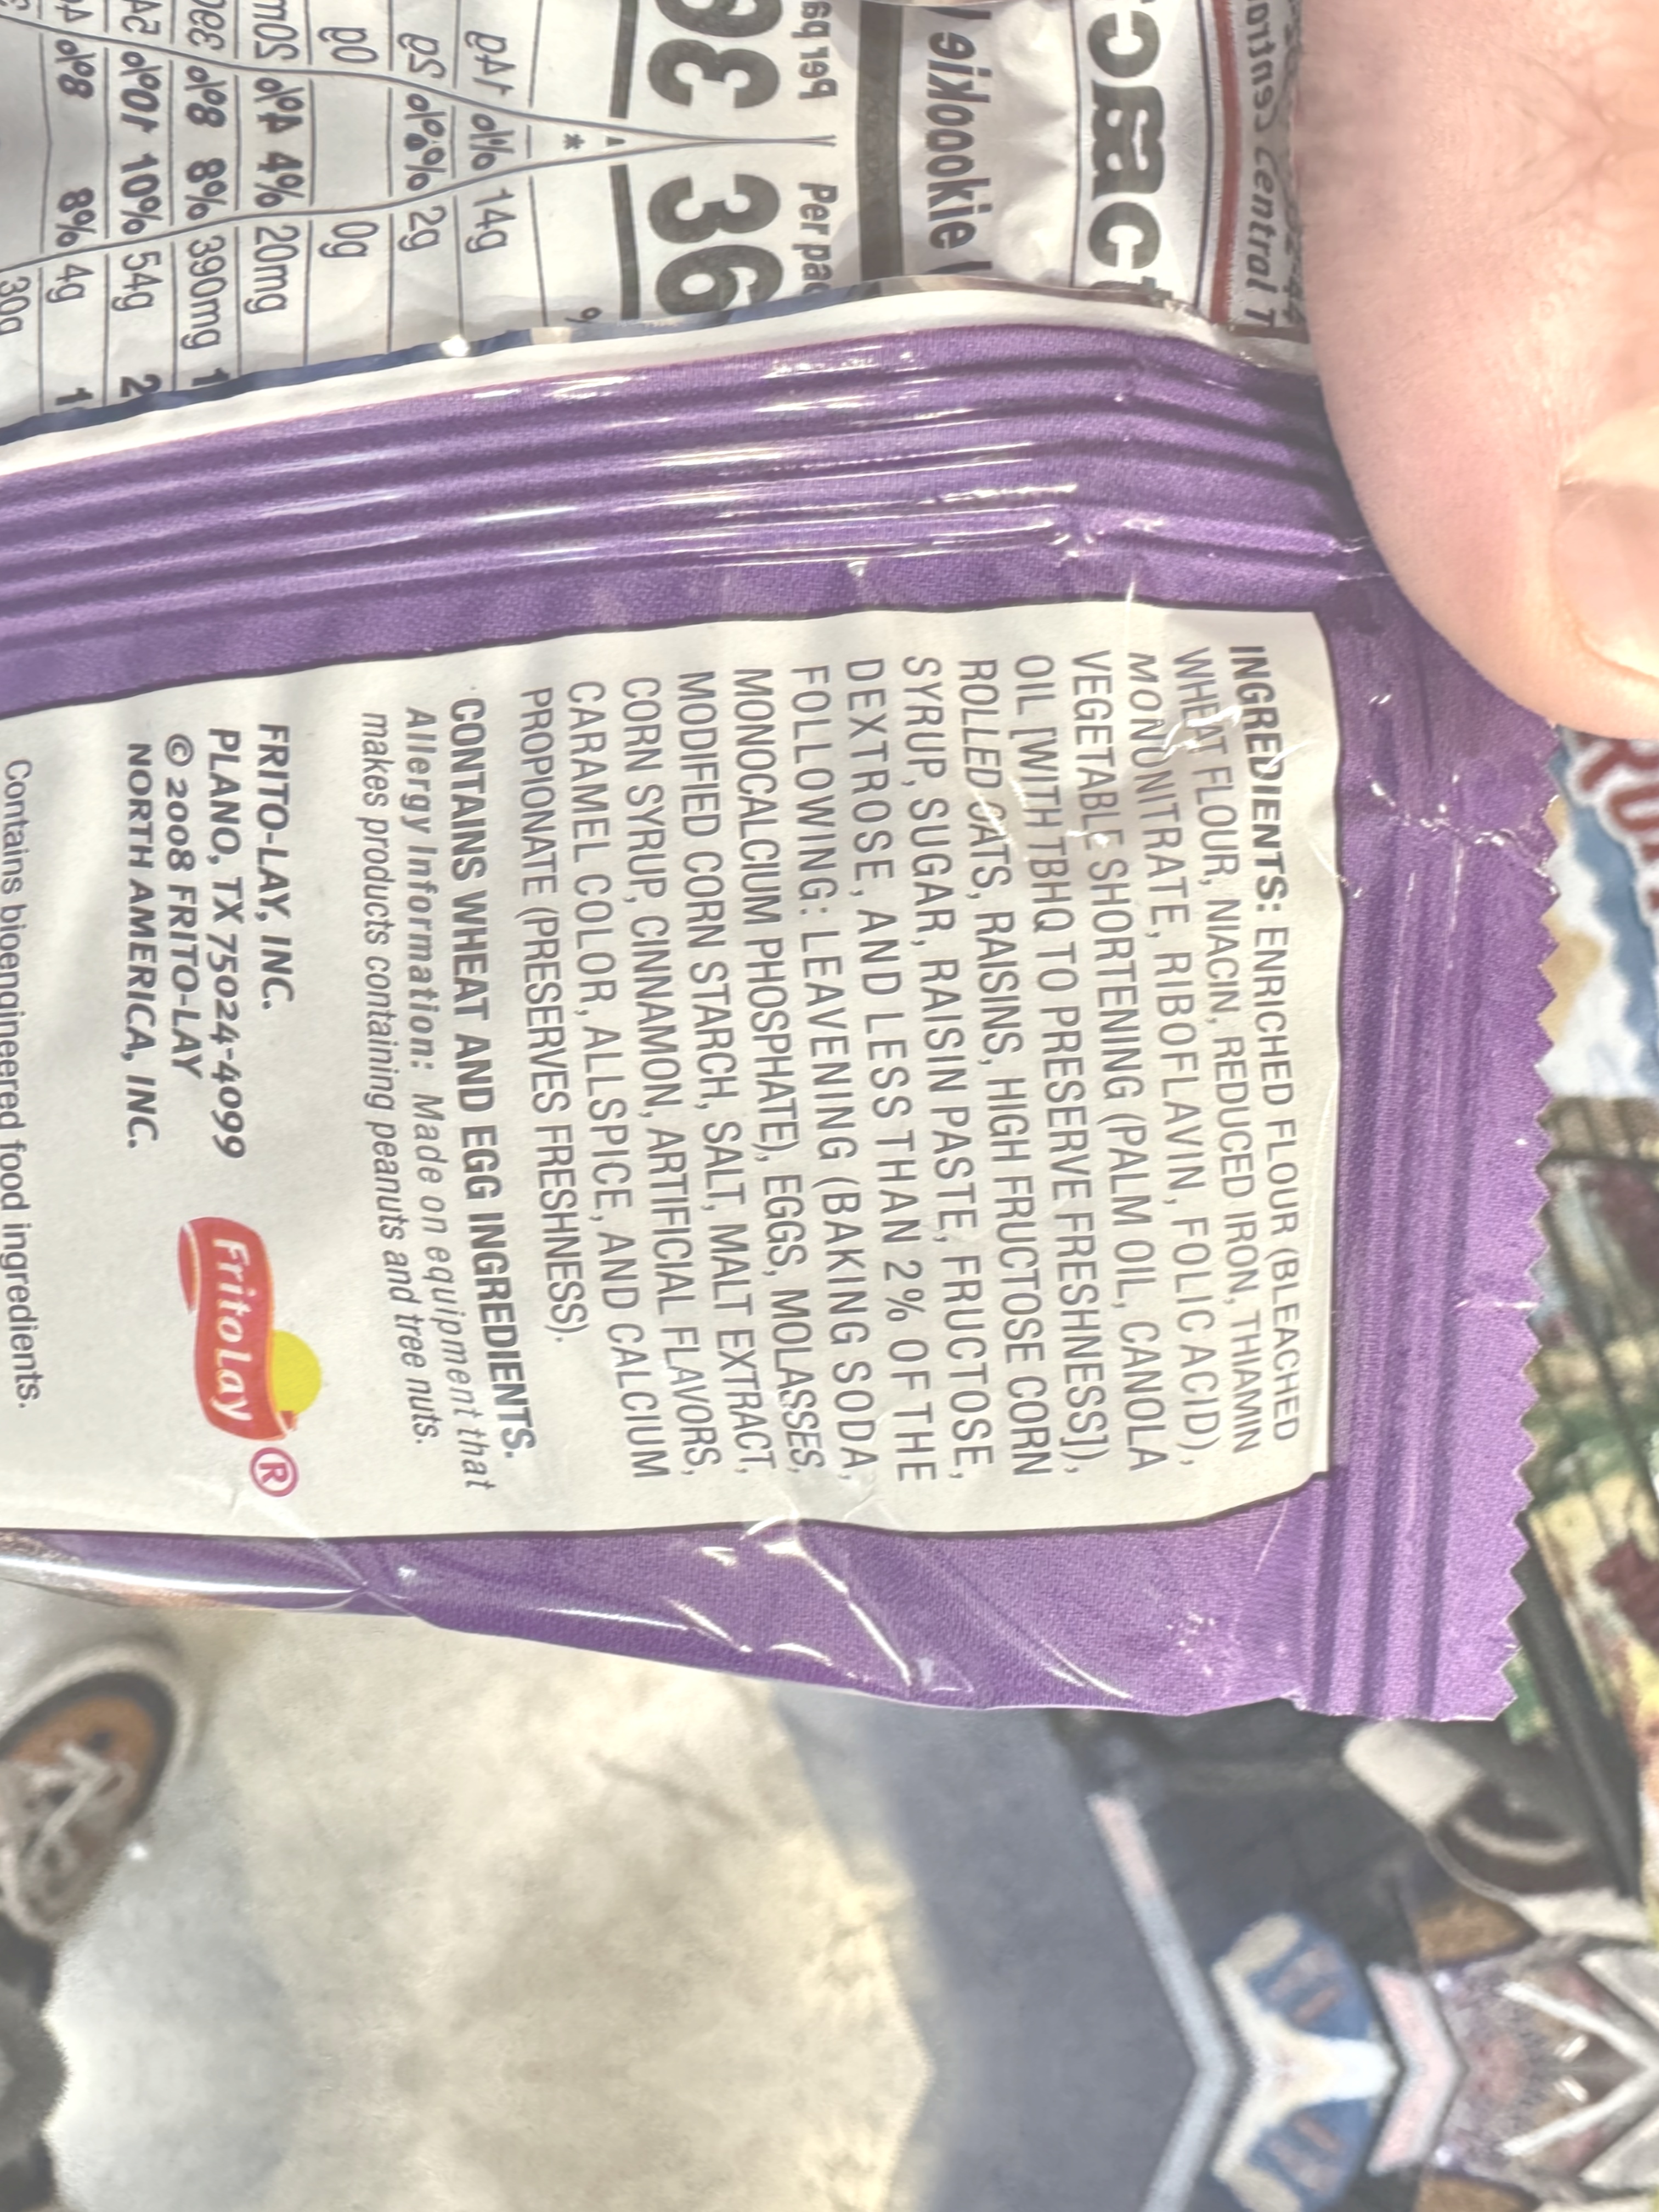 INGREDIENTS: ENRICHED FLOUR (BLEACHED
WHEAT FLOUR, NIACIN, REDUCED IRON, THIAMIN
MONONITRATE, RIBOFLAVIN, FOLIC ACID),
VEGETABLE SHORTENING (PALM OIL, CANOLA
OIL [WITH TBHQ TO PRESERVE FRESHNESS]),
ROLLED OATS, RAISINS, HIGH FRUCTOSE CORN
SYRUP, SUGAR, RAISIN PASTE, FRUCTOSE,
DEXTROSE, AND LESS THAN 2% OF THE
FOLLOWING: LEAVENING (BAKING SODA,
MONOCALCIUM PHOSPHATE), EGGS, MOLASSES,
MODIFIED CORN STARCH, SALT, MALT EXTRACT,
CORN SYRUP, CINNAMON, ARTIFICIAL FLAVORS,
CARAMEL COLOR, ALLSPICE, AND CALCIUM
PROPIONATE (PRESERVES FRESHNESS).
CONTAINS WHEAT AND EGG INGREDIENTS.
Allergy Information: Made on equipment that
makes products containing peanuts and tree nuts.
FRITO-LAY, INC.
PLANO, TX 75024-4099
© 2008 FRITO-LAY
NORTH AMERICA, INC.
Frito Lay ®
Contains bioengineered food ingredients.
Central T
Fact
ookie
Per pac
36
%
14g
2g
0g
4% 20mg
8% 390mg 1
10% 54g 2
8% 4g 1
30g